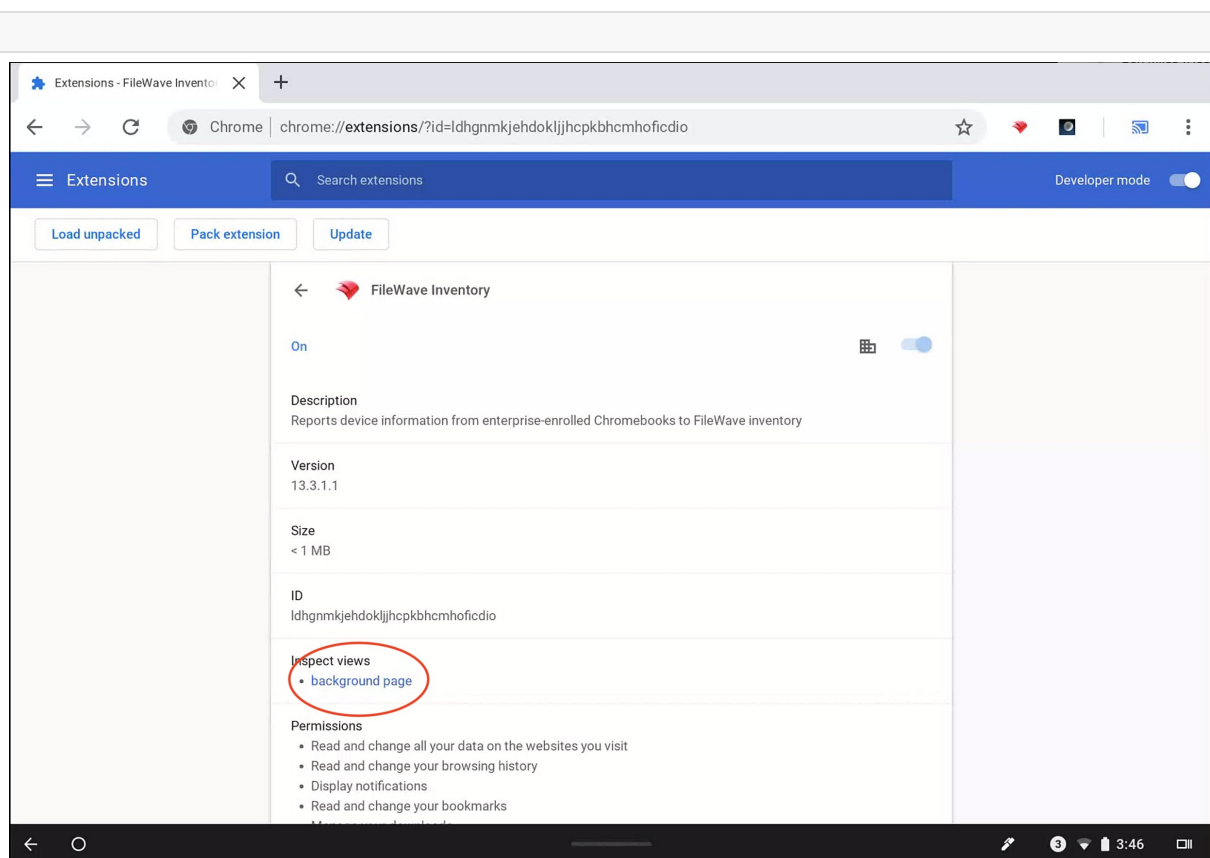 Extensions - FileWave Invento
Chrome chrome://extensions/?id=ldhgnmkjehdokljjhcpkbhcmhoficdio
Extensions Search extensions Developer mode
Load unpacked Pack extension Update
FileWave Inventory
On
Description
Reports device information from enterprise-enrolled Chromebooks to FileWave inventory
Version
13.3.1.1
Size
< 1 MB
ID
ldhgnmkjehdokljjhcpkbhcmhoficdio
Inspect views
• background page
Permissions
• Read and change all your data on the websites you visit
• Read and change your browsing history
• Display notifications
• Read and change your bookmarks
3 3:46